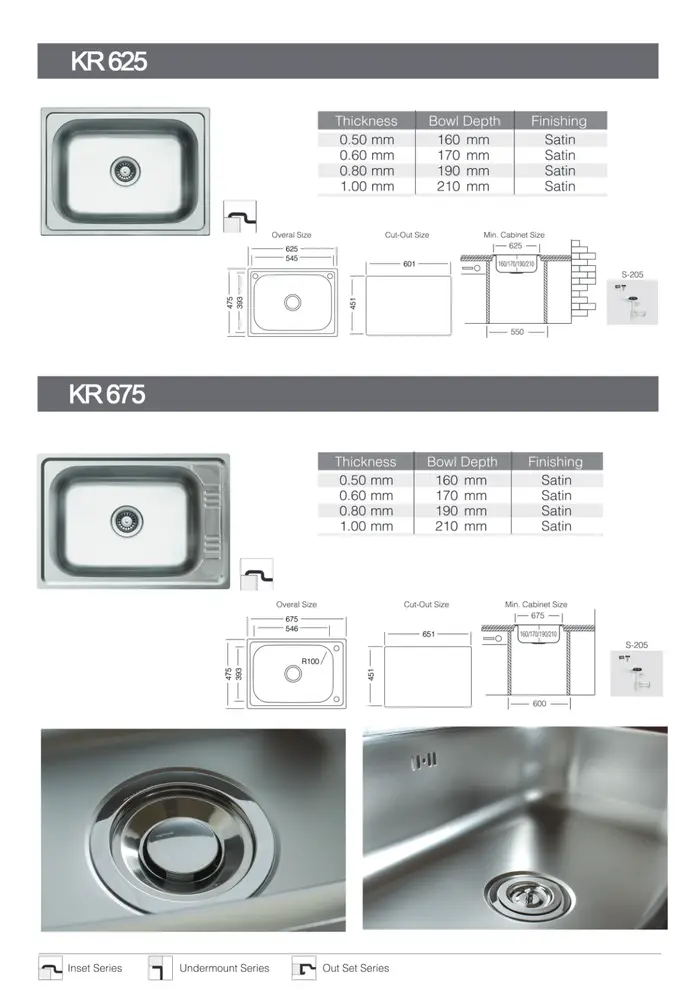 KR 625
Thickness Bowl Depth Finishing
0.50 mm 160 mm Satin
0.60 mm 170 mm Satin
0.80 mm 190 mm Satin
1.00 mm 210 mm Satin
Overal Size Cut-Out Size Min. Cabinet Size
625
545
475
393
601
451
625
160/170/190/210
550
S-205
KR 675
Thickness Bowl Depth Finishing
0.50 mm 160 mm Satin
0.60 mm 170 mm Satin
0.80 mm 190 mm Satin
1.00 mm 210 mm Satin
Overal Size Cut-Out Size Min. Cabinet Size
675
546
R100
475
393
651
451
675
160/170/190/210
600
S-205
Inset Series Undermount Series Out Set Series